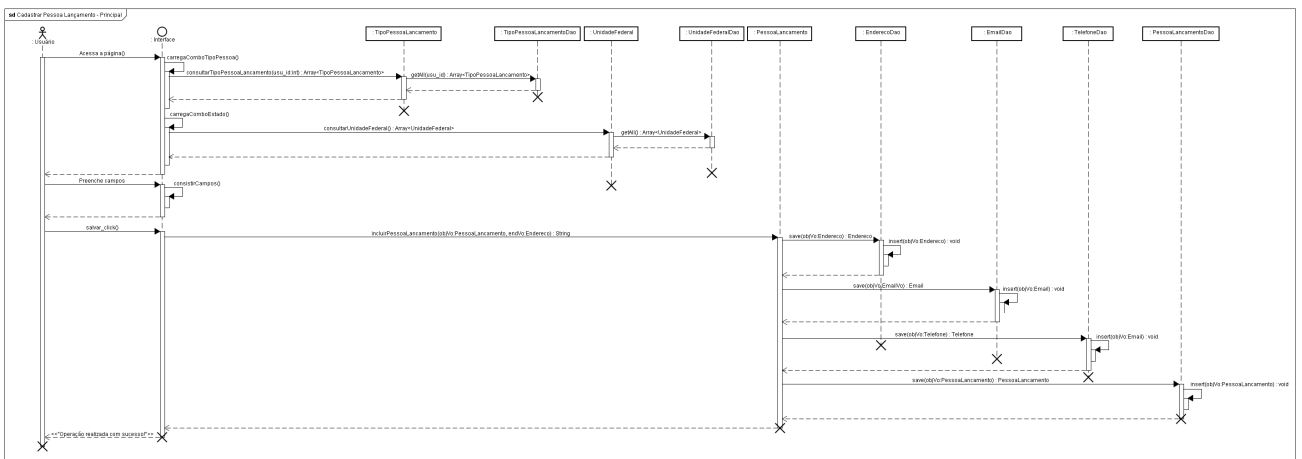 sd Cadastrar Pessoa Lançamento - Principal
: Usuário
: Interface
: TipoPessoaLancamento
: TipoPessoaLancamentoDao
: UnidadeFederal
: UnidadeFederalDao
: PessoaLancamento
: EnderecoDao
: EmailDao
: TelefoneDao
: PessoaLancamentoDao
Acessa a página()
carregaComboTipoPessoa()
consultarTipoPessoaLancamento(usu_id:int) : Array<TipoPessoaLancamento>
getAll(usu_id) : Array<TipoPessoaLancamento>
carregaComboEstado()
consultarUnidadeFederal() : Array<UnidadeFederal>
getAll() : Array<UnidadeFederal>
Preenche campos
consistirCampos()
salvar_click()
incluirPessoaLancamento(objVo:PessoaLancamento, endVo:Endereco) : String
save(objVo:Endereco) : Endereco
insert(objVo:Endereco) : void
save(objVo:EmailVo) : Email
insert(objVo:Email) : void
save(objVo:Telefone) : Telefone
insert(objVo:Email) : void
save(objVo:PessoaLancamento) : PessoaLancamento
insert(objVo:PessoaLancamento) : void
<<"Operação realizada com sucesso!">>